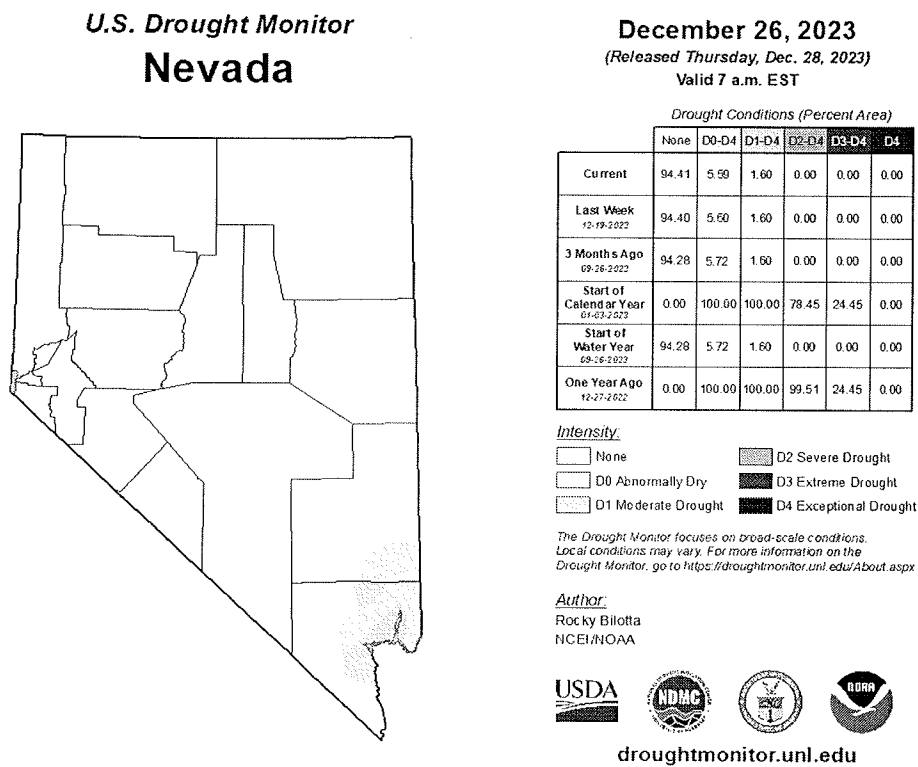 U.S. Drought Monitor
Nevada
December 26, 2023
(Released Thursday, Dec. 28, 2023)
Valid 7 a.m. EST
Drought Conditions (Percent Area)
None D0-D4 D1-D4 D2-D4 D3-D4 D4
Current 94.41 5.59 1.60 0.00 0.00 0.00
Last Week 12-19-2023 94.40 5.60 1.60 0.00 0.00 0.00
3 Months Ago 09-26-2023 94.28 5.72 1.60 0.00 0.00 0.00
Start of Calendar Year 01-03-2023 0.00 100.00 100.00 78.45 24.45 0.00
Start of Water Year 09-26-2023 94.28 5.72 1.60 0.00 0.00 0.00
One Year Ago 12-27-2022 0.00 100.00 100.00 99.51 24.45 0.00
Intensity:
None
D0 Abnormally Dry
D1 Moderate Drought
D2 Severe Drought
D3 Extreme Drought
D4 Exceptional Drought
The Drought Monitor focuses on broad-scale conditions.
Local conditions may vary. For more information on the
Drought Monitor, go to https://droughtmonitor.unl.edu/About.aspx
Author:
Rocky Bilotta
NCEI/NOAA
USDA
NDMC
NOAA
droughtmonitor.unl.edu